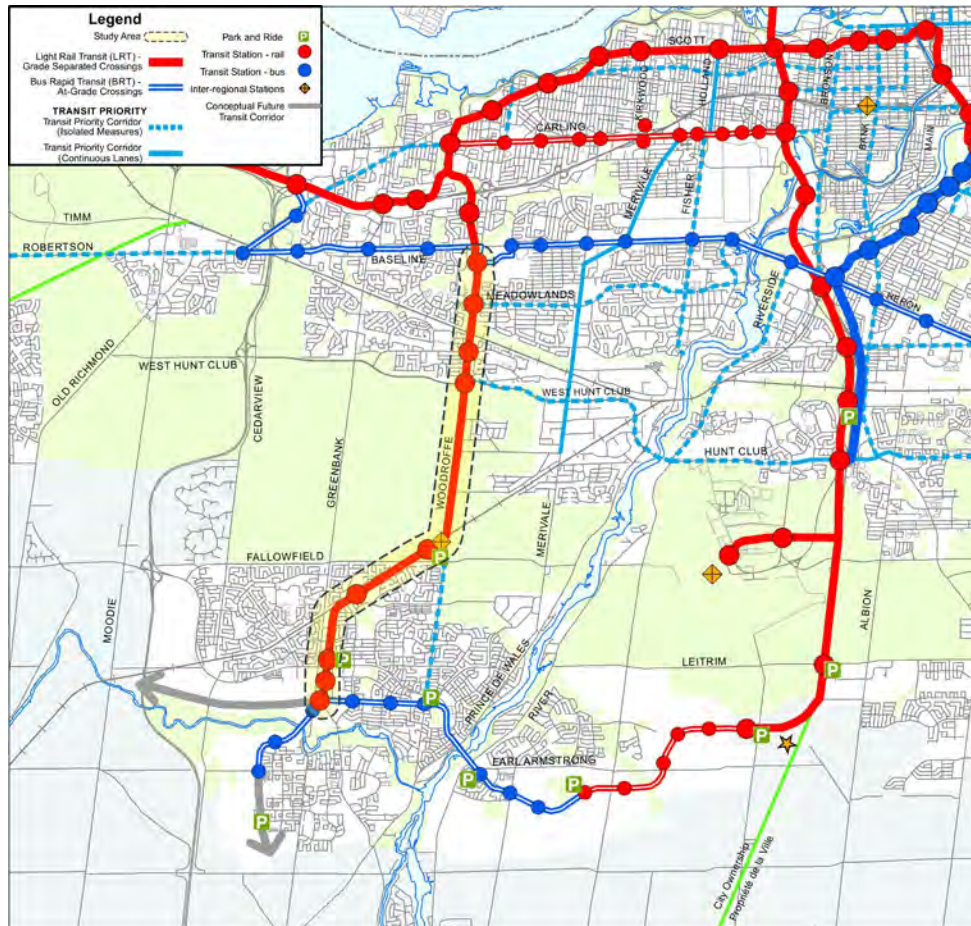 Legend
Study Area
Light Rail Transit (LRT) -
Grade Separated Crossings
Bus Rapid Transit (BRT) -
At-Grade Crossings
TRANSIT PRIORITY
Transit Priority Corridor
(Isolated Measures)
Transit Priority Corridor
(Continuous Lanes)
Park and Ride
P
Transit Station - rail
Transit Station - bus
Inter-regional Stations
Conceptual Future
Transit Corridor
SCOTT
KIRKWOOD
HOLLAND
BRONSON
BANK
MAIN
CARLING
MERIVALE
FISHER
TIMM
ROBERTSON
BASELINE
MEADOWLANDS
RIVERSIDE
HERON
OLD RICHMOND
WEST HUNT CLUB
WEST HUNT CLUB
CEDARVIEW
GREENBANK
WOODROFFE
HUNT CLUB
P
MERIVALE
FALLOWFIELD
P
MOODIE
ALBION
PRINCE DE WALES
RIVER
LEITRIM
P
P
P
EARL ARMSTRONG
P
P
P
P
City Ownership
Propriété de la Ville